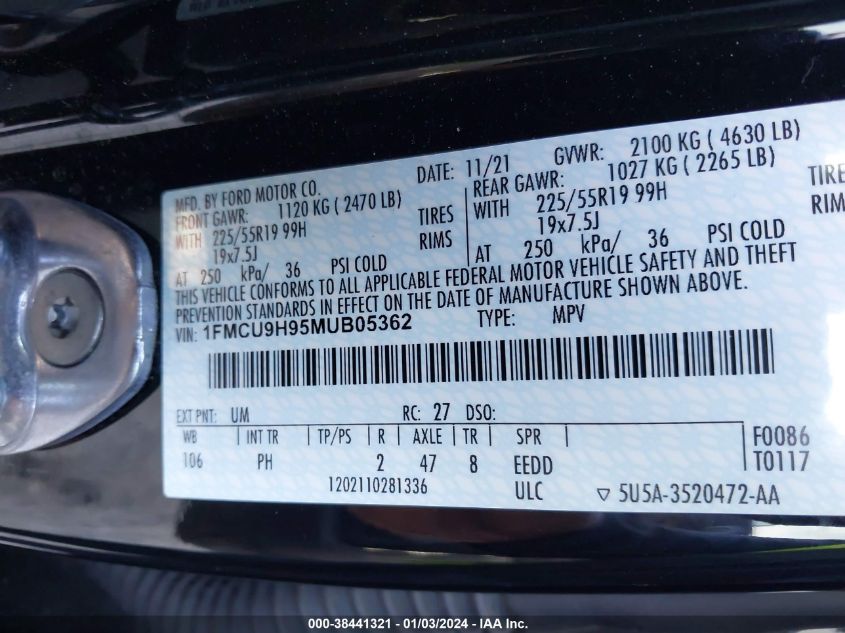 MFD. BY FORD MOTOR CO. DATE: 11/21 GVWR: 2100 KG ( 4630 LB)
FRONT GAWR: 1120 KG ( 2470 LB) REAR GAWR: 1027 KG ( 2265 LB)
WITH 225/55R19 99H TIRES WITH 225/55R19 99H TIRE
19x7.5J RIMS 19x7.5J RIM
AT 250 kPa/ 36 PSI COLD AT 250 kPa/ 36 PSI COLD
THIS VEHICLE CONFORMS TO ALL APPLICABLE FEDERAL MOTOR VEHICLE SAFETY AND THEFT
PREVENTION STANDARDS IN EFFECT ON THE DATE OF MANUFACTURE SHOWN ABOVE.
VIN: 1FMCU9H95MUB05362 TYPE: MPV
EXT PNT: UM RC: 27 DSO:
WB INT TR TP/PS R AXLE TR SPR F0086
106 PH 2 47 8 EEDD T0117
1202110281336 ULC ▽ 5U5A-3520472-AA
000-38441321 - 01/03/2024 - IAA Inc.